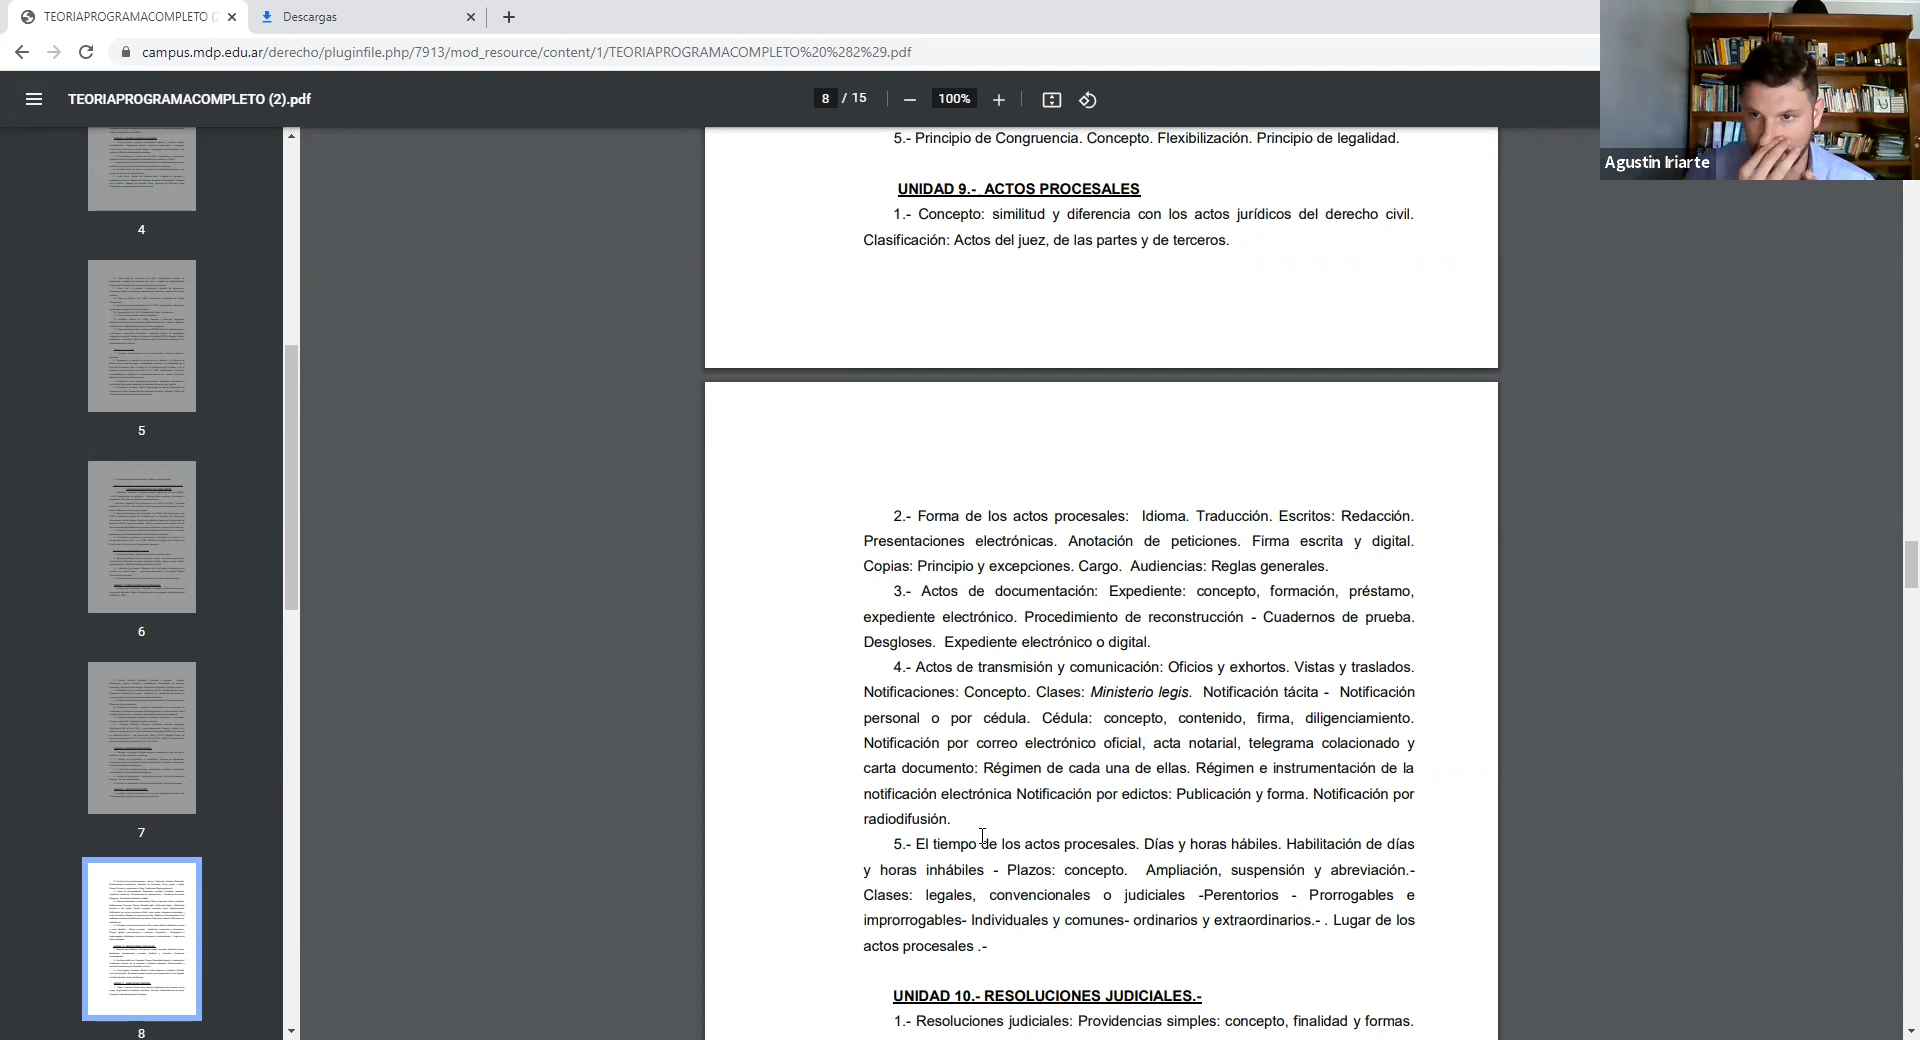 TEORIAPROGRAMACOMPLETO (
Descargas
campus.mdp.edu.ar/derecho/pluginfile.php/7913/mod_resource/content/1/TEORIAPROGRAMACOMPLETO%20%282%29.pdf
TEORIAPROGRAMACOMPLETO (2).pdf
8 / 15
100%
Agustin Iriarte
4
5
6
7
8
5.- Principio de Congruencia. Concepto. Flexibilización. Principio de legalidad.
UNIDAD 9.- ACTOS PROCESALES
1.- Concepto: similitud y diferencia con los actos jurídicos del derecho civil.
Clasificación: Actos del juez, de las partes y de terceros.
2.- Forma de los actos procesales: Idioma. Traducción. Escritos: Redacción.
Presentaciones electrónicas. Anotación de peticiones. Firma escrita y digital.
Copias: Principio y excepciones. Cargo. Audiencias: Reglas generales.
3.- Actos de documentación: Expediente: concepto, formación, préstamo,
expediente electrónico. Procedimiento de reconstrucción - Cuadernos de prueba.
Desgloses. Expediente electrónico o digital.
4.- Actos de transmisión y comunicación: Oficios y exhortos. Vistas y traslados.
Notificaciones: Concepto. Clases: Ministerio legis. Notificación tácita - Notificación
personal o por cédula. Cédula: concepto, contenido, firma, diligenciamiento.
Notificación por correo electrónico oficial, acta notarial, telegrama colacionado y
carta documento: Régimen de cada una de ellas. Régimen e instrumentación de la
notificación electrónica Notificación por edictos: Publicación y forma. Notificación por
radiodifusión.
5.- El tiempo de los actos procesales. Días y horas hábiles. Habilitación de días
y horas inhábiles - Plazos: concepto. Ampliación, suspensión y abreviación.-
Clases: legales, convencionales o judiciales -Perentorios - Prorrogables e
improrrogables- Individuales y comunes- ordinarios y extraordinarios.- . Lugar de los
actos procesales .-
UNIDAD 10.- RESOLUCIONES JUDICIALES.-
1.- Resoluciones judiciales: Providencias simples: concepto, finalidad y formas.